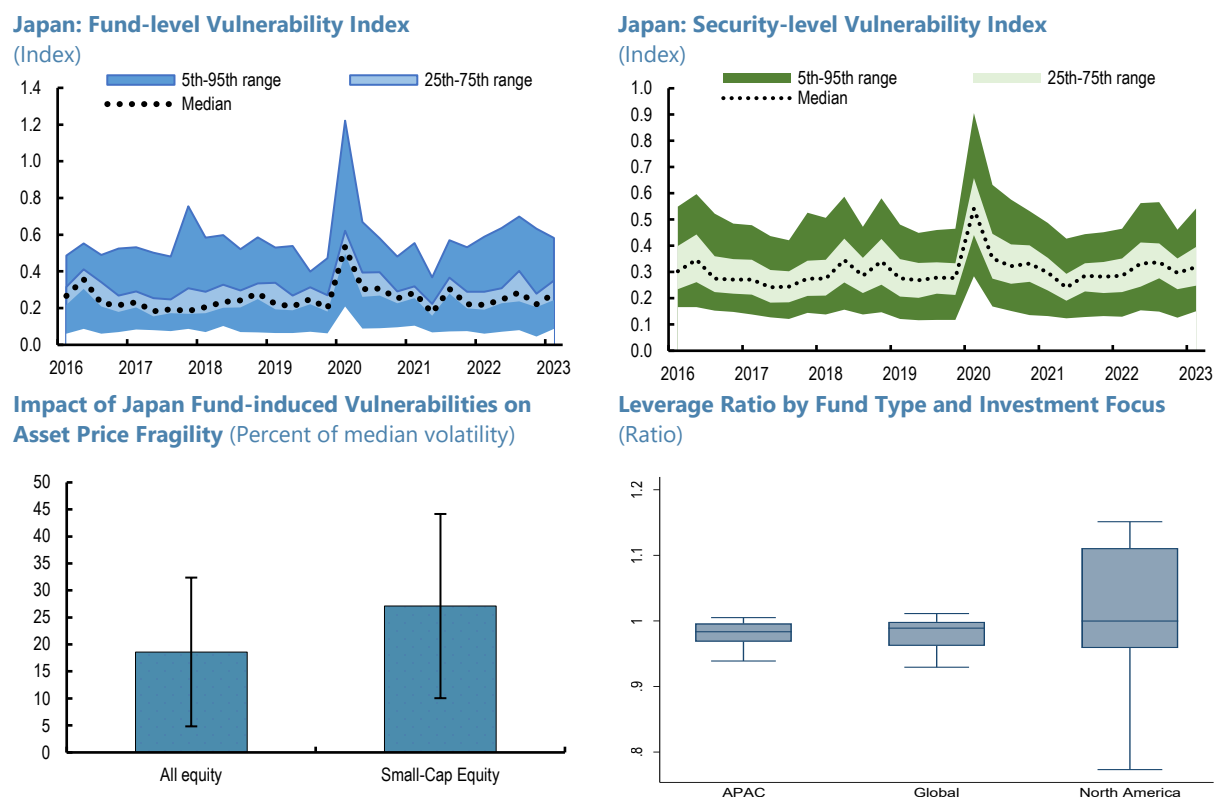 Japan: Fund-level Vulnerability Index
(Index)
5th-95th range
25th-75th range
Median
1.4
1.2
1.0
0.8
0.6
0.4
0.2
0.0
2016 2017 2018 2019 2020 2021 2022 2023
Japan: Security-level Vulnerability Index
(Index)
5th-95th range
25th-75th range
Median
1.0
0.9
0.8
0.7
0.6
0.5
0.4
0.3
0.2
0.1
0.0
2016 2017 2018 2019 2020 2021 2022 2023
Impact of Japan Fund-induced Vulnerabilities on
Asset Price Fragility (Percent of median volatility)
50
45
40
35
30
25
20
15
10
5
0
All equity Small-Cap Equity
Leverage Ratio by Fund Type and Investment Focus
(Ratio)
1.2
1.1
1
.9
.8
APAC Global North America